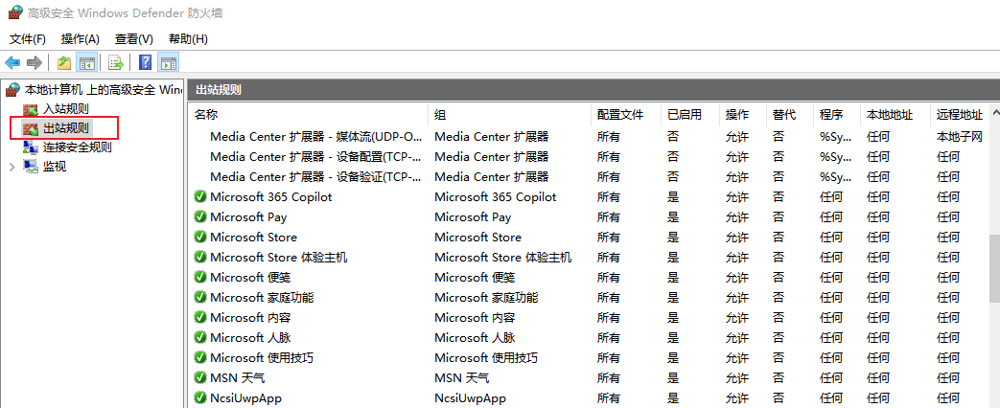 高级安全 Windows Defender 防火墙
文件(F) 操作(A) 查看(V) 帮助(H)
本地计算机 上的高级安全 Wind
入站规则
出站规则
连接安全规则
监视
出站规则
名称 组 配置文件 已启用 操作 替代 程序 本地地址 远程地址
Media Center 扩展器 - 媒体流(UDP-O... Media Center 扩展器 所有 否 允许 否 %Sy... 任何 本地子网
Media Center 扩展器 - 设备配置(TCP-... Media Center 扩展器 所有 否 允许 否 %Sy... 任何 任何
Media Center 扩展器 - 设备验证(TCP-... Media Center 扩展器 所有 否 允许 否 %Sy... 任何 任何
Microsoft 365 Copilot Microsoft 365 Copilot 所有 是 允许 否 任何 任何 任何
Microsoft Pay Microsoft Pay 所有 是 允许 否 任何 任何 任何
Microsoft Store Microsoft Store 所有 是 允许 否 任何 任何 任何
Microsoft Store 体验主机 Microsoft Store 体验主机 所有 是 允许 否 任何 任何 任何
Microsoft 便笺 Microsoft 便笺 所有 是 允许 否 任何 任何 任何
Microsoft 家庭功能 Microsoft 家庭功能 所有 是 允许 否 任何 任何 任何
Microsoft 内容 Microsoft 内容 所有 是 允许 否 任何 任何 任何
Microsoft 人脉 Microsoft 人脉 所有 是 允许 否 任何 任何 任何
Microsoft 使用技巧 Microsoft 使用技巧 所有 是 允许 否 任何 任何 任何
MSN 天气 MSN 天气 所有 是 允许 否 任何 任何 任何
NcsiUwpApp NcsiUwpApp 所有 是 允许 否 任何 任何 任何